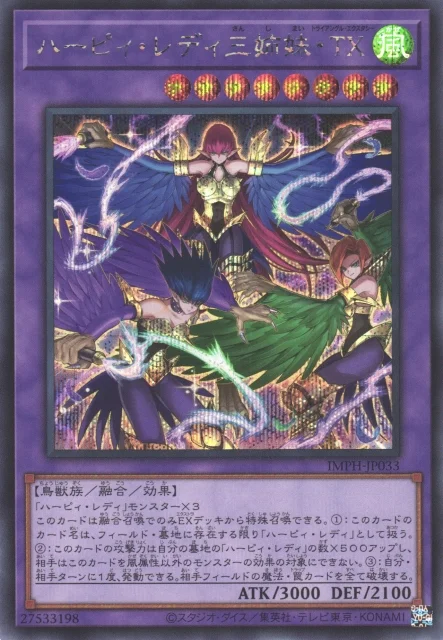 ハーピィ・レディ三姉妹・TX
風
IMPH-JP033
【鳥獣族／融合／効果】
「ハーピィ・レディ」モンスター×3
このカードは融合召喚でのみEXデッキから特殊召喚できる。①：このカードの
カード名は、フィールド・墓地に存在する限り「ハーピィ・レディ」として扱う。
②：このカードの攻撃力は自分の墓地の「ハーピィ・レディ」の数×500アップし、
相手はこのカードを風属性以外のモンスターの効果の対象にできない。③：自分・
相手ターンに1度、発動できる。相手フィールドの魔法・罠カードを全て破壊する。
ATK/3000 DEF/2100
27533198
©スタジオ・ダイス／集英社・テレビ東京・KONAMI